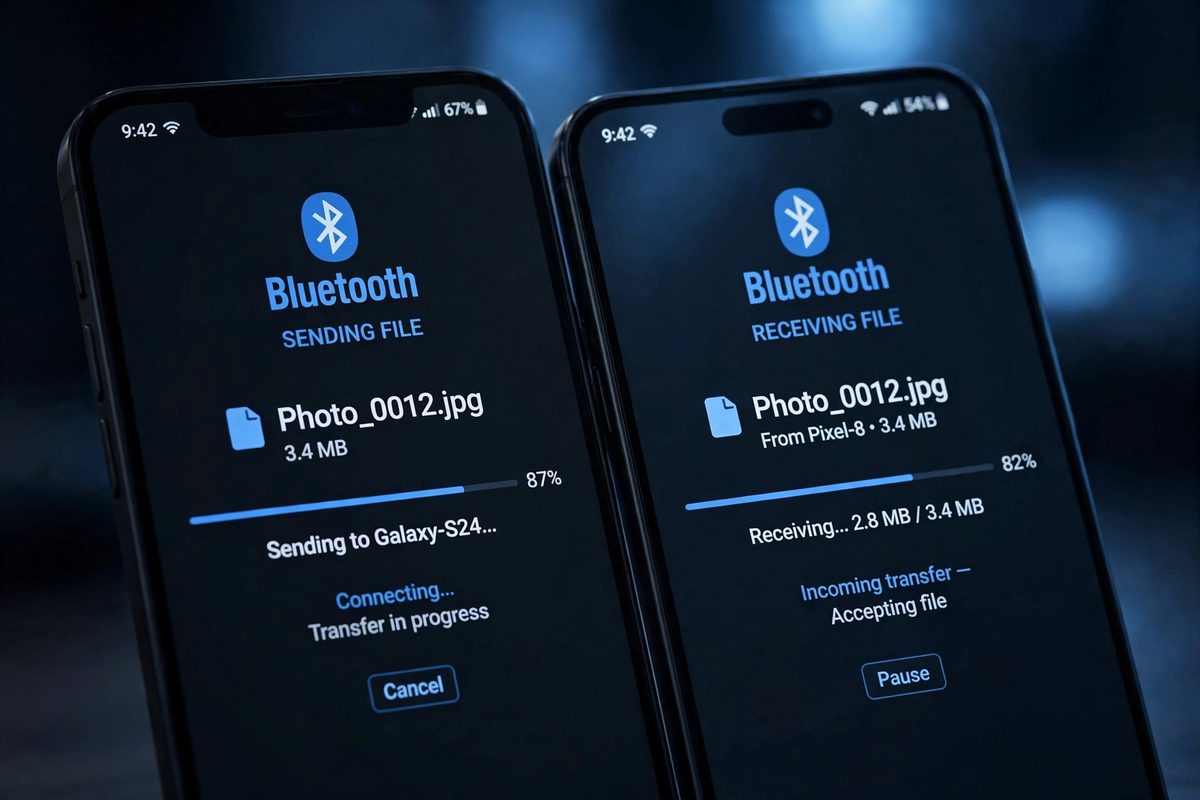 9:42
67%
Bluetooth
SENDING FILE
Photo_0012.jpg
3.4 MB
87%
Sending to Galaxy-S24...
Connecting...
Transfer in progress
Cancel
9:42
54%
Bluetooth
RECEIVING FILE
Photo_0012.jpg
From Pixel-8 • 3.4 MB
82%
Receiving... 2.8 MB / 3.4 MB
Incoming transfer —
Accepting file
Pause